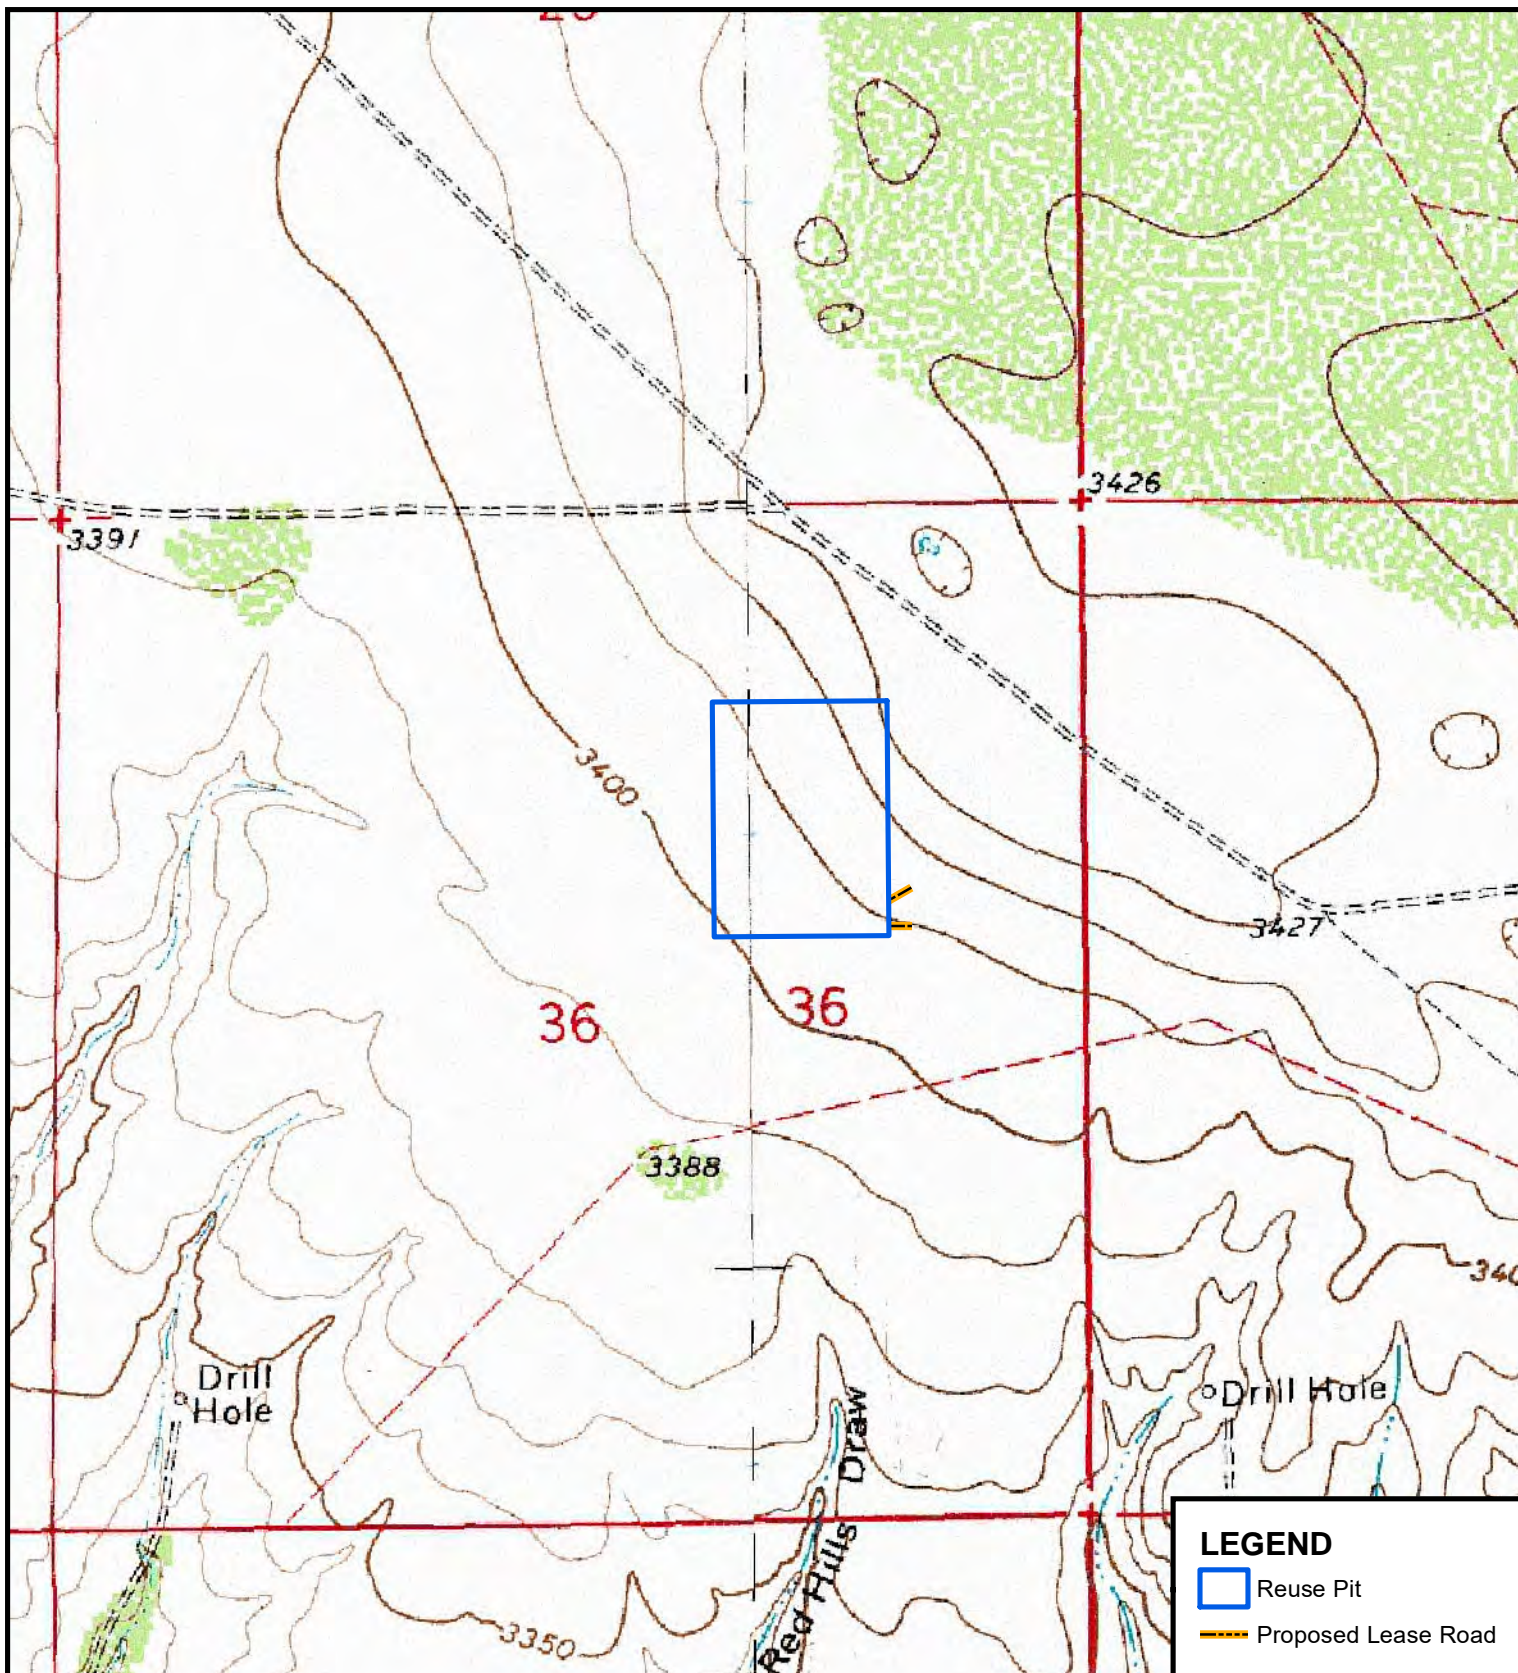 3426
3391
3400
3427
36
36
3388
340
Drill
Hole
Drill Hole
Red Hills Draw
3350
LEGEND
Reuse Pit
Proposed Lease Road